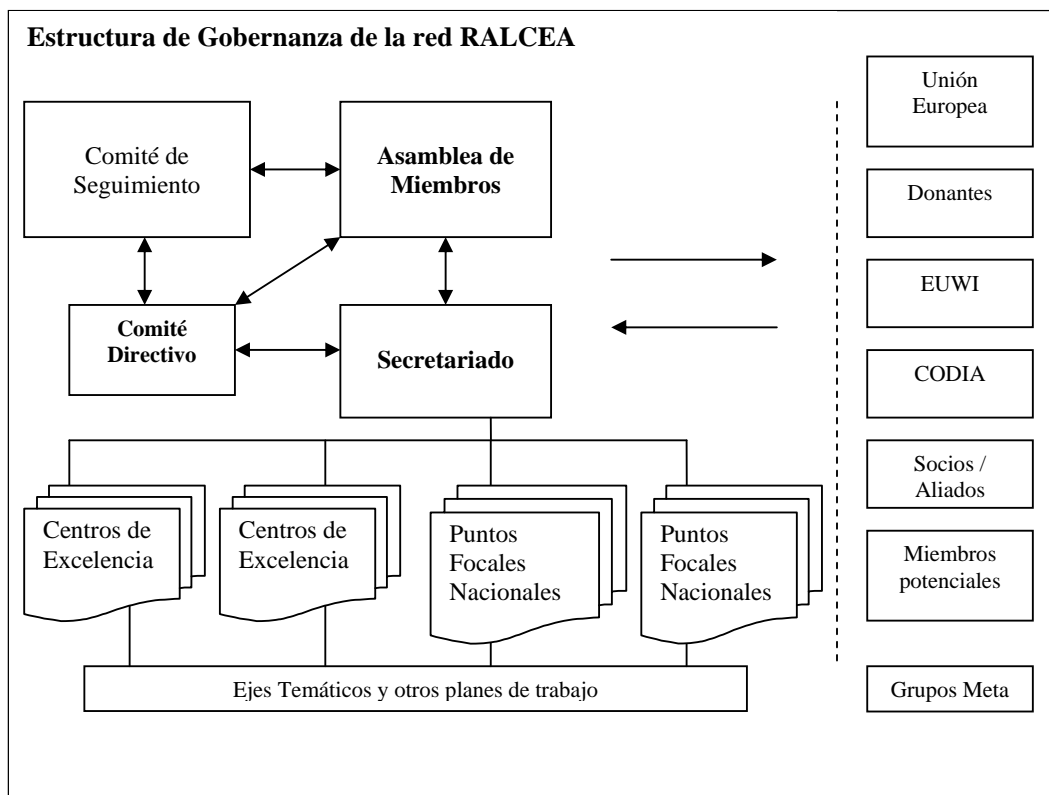 Estructura de Gobernanza de la red RALCEA
Comité de
Seguimiento
Asamblea de
Miembros
Comité
Directivo
Secretariado
Centros de
Excelencia
Centros de
Excelencia
Puntos
Focales
Nacionales
Puntos
Focales
Nacionales
Ejes Temáticos y otros planes de trabajo
Unión
Europea
Donantes
EUWI
CODIA
Socios /
Aliados
Miembros
potenciales
Grupos Meta